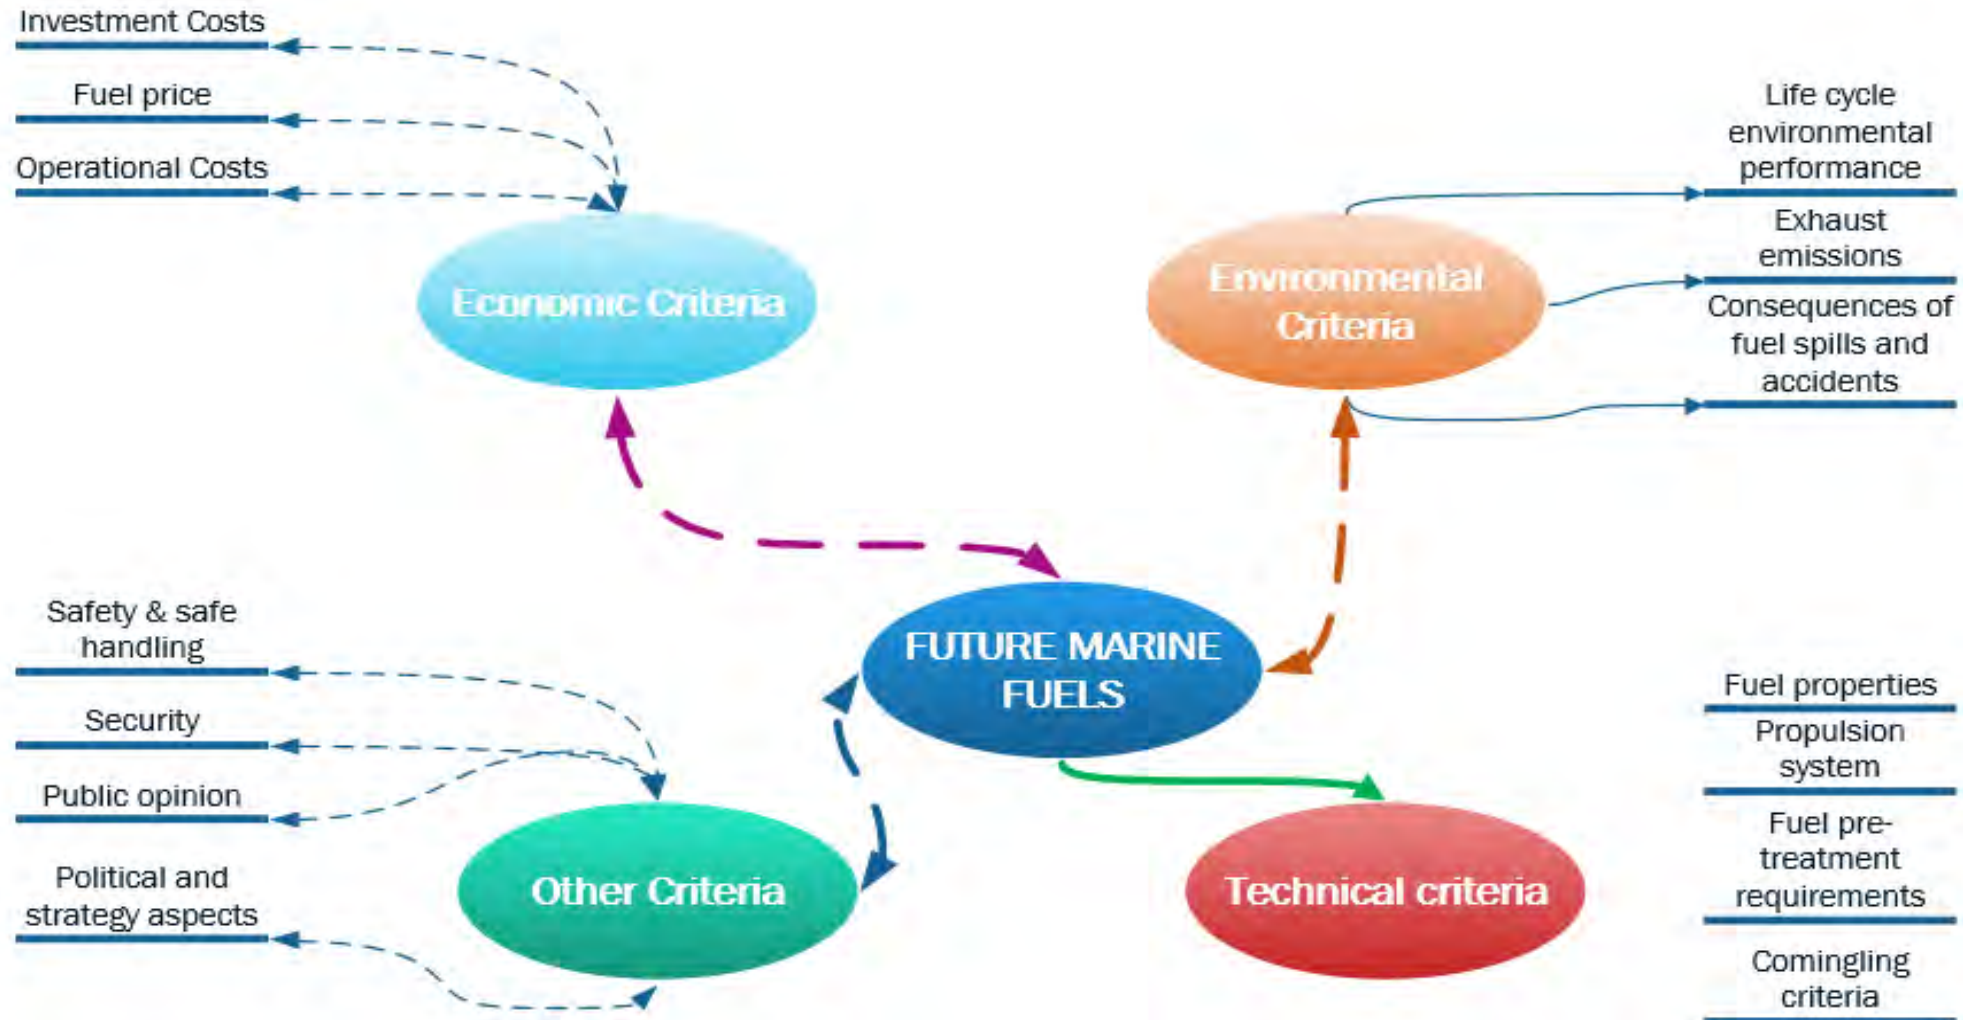 Investment Costs
Fuel price
Operational Costs
Economic Criteria
Environmental
Criteria
Life cycle
environmental
performance
Exhaust
emissions
Consequences of
fuel spills and
accidents
FUTURE MARINE
FUELS
Safety & safe
handling
Security
Public opinion
Political and
strategy aspects
Other Criteria
Technical criteria
Fuel properties
Propulsion
system
Fuel pre-
treatment
requirements
Comingling
criteria